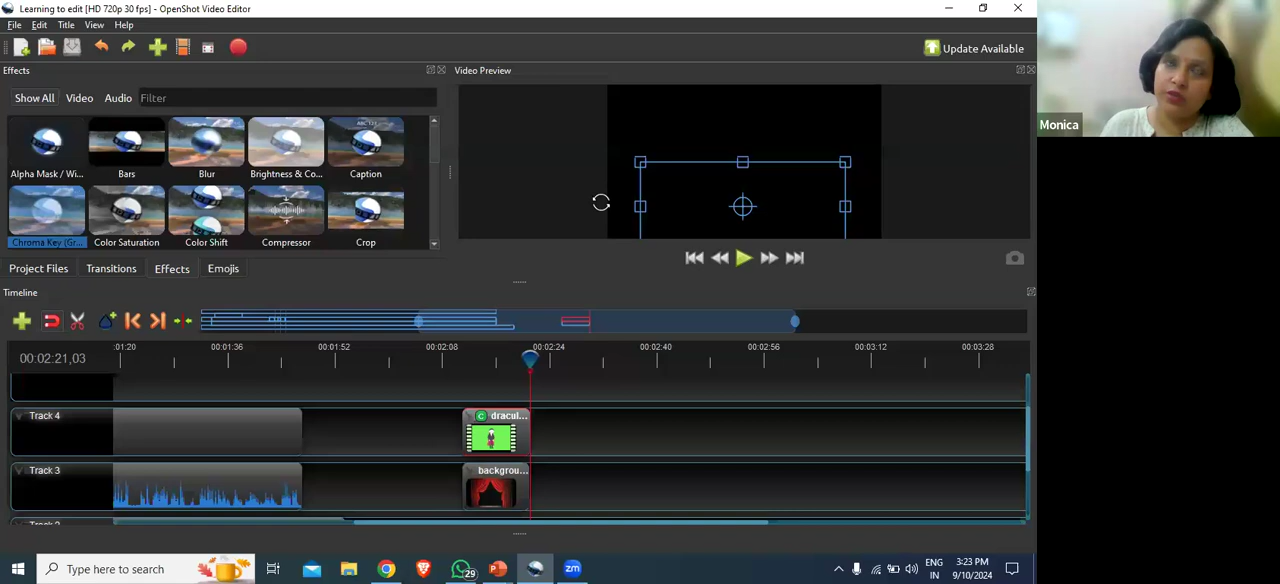 Learning to edit [HD 720p 30 fps] - OpenShot Video Editor
File Edit Title View Help
Update Available
Effects
Video Preview
Show All Video Audio Filter
ABC 123
Alpha Mask / Wi... Bars Blur Brightness & Co... Caption
Chroma Key (Gr... Color Saturation Color Shift Compressor Crop
Project Files Transitions Effects Emojis
Timeline
00:02:21,03
:01:20 00:01:36 00:01:52 00:02:08 00:02:24 00:02:40 00:02:56 00:03:12 00:03:28
Track 4
C dracul...
Track 3
backgrou...
Type here to search
29
zm
ENG
IN
3:23 PM
9/10/2024
Monica